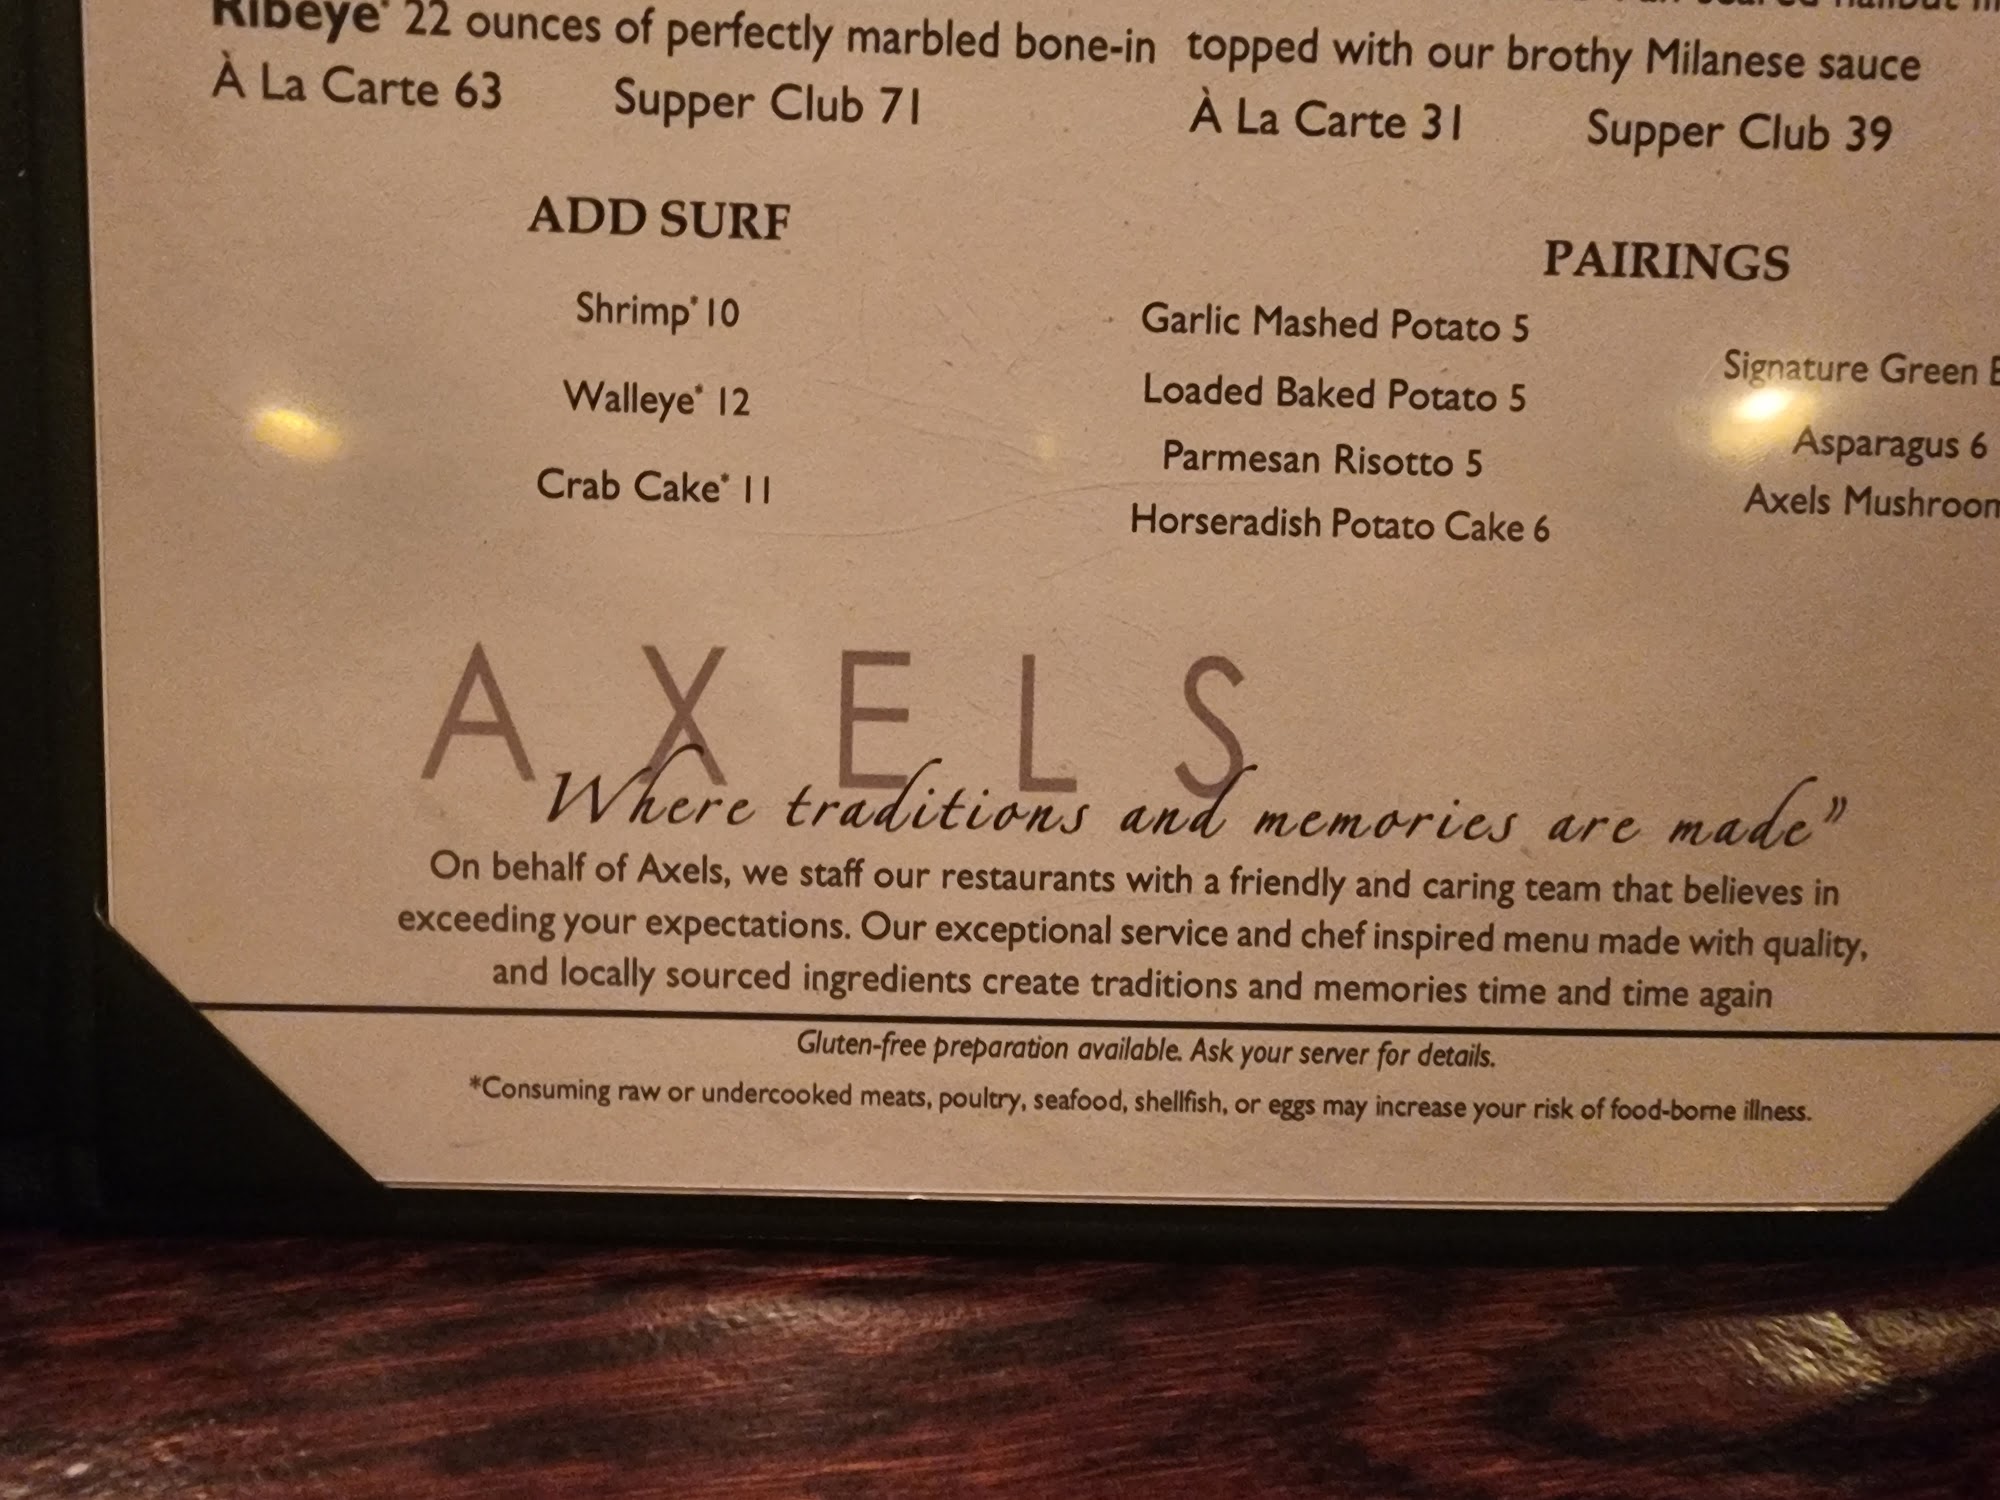 Ribeye* 22 ounces of perfectly marbled bone-in
À La Carte 63 Supper Club 71
topped with our brothy Milanese sauce
À La Carte 31 Supper Club 39
ADD SURF
Shrimp* 10
Walleye* 12
Crab Cake* 11
PAIRINGS
Garlic Mashed Potato 5
Loaded Baked Potato 5
Parmesan Risotto 5
Horseradish Potato Cake 6
Signature Green
Asparagus 6
Axels Mushroom
AXELS
Where traditions and memories are made”
On behalf of Axels, we staff our restaurants with a friendly and caring team that believes in
exceeding your expectations. Our exceptional service and chef inspired menu made with quality,
and locally sourced ingredients create traditions and memories time and time again
Gluten-free preparation available. Ask your server for details.
*Consuming raw or undercooked meats, poultry, seafood, shellfish, or eggs may increase your risk of food-borne illness.